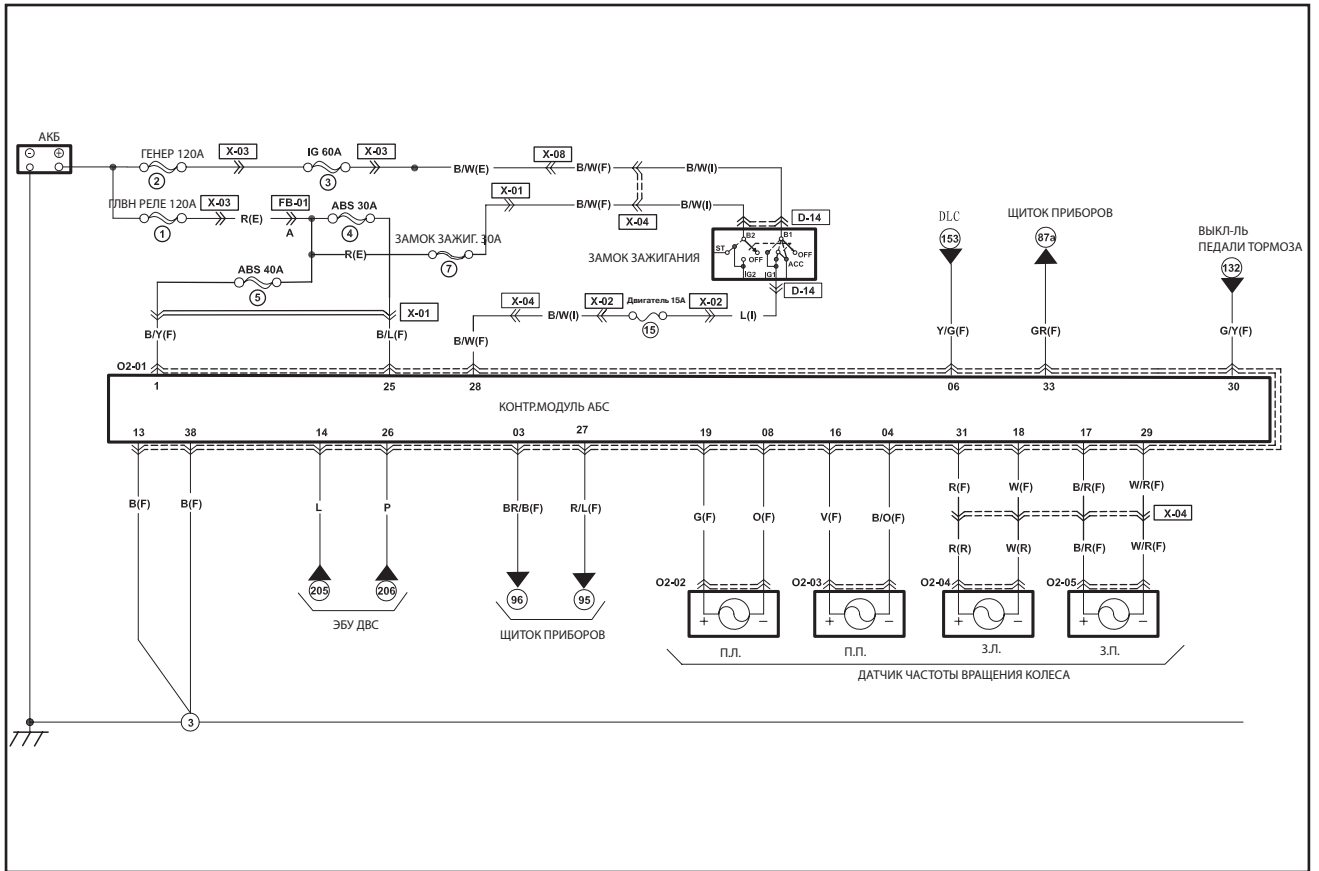 АКБ
- +
ГЕНЕР 120А
X-03
IG 60A
X-03
2
3
B/W(E)
X-08
B/W(F)
B/W(I)
ГЛВН РЕЛЕ 120А
X-03
R(E)
FB-01
A
ABS 30A
1
4
X-01
B/W(F)
X-04
B/W(I)
D-14
ЗАМОК ЗАЖИГ. 30А
R(E)
7
ABS 40A
5
ЗАМОК ЗАЖИГАНИЯ
B2
B1
ST
OFF
OFF
ACC
IG2
IG1
D-14
DLC
153
ЩИТОК ПРИБОРОВ
87a
ВЫКЛ-ЛЬ
ПЕДАЛИ ТОРМОЗА
132
X-01
X-04
B/W(I)
X-02
Двигатель 15А
X-02
15
L(I)
B/Y(F)
B/L(F)
B/W(F)
Y/G(F)
GR(F)
G/Y(F)
O2-01
1
25
28
06
33
30
КОНТР.МОДУЛЬ АБС
13
38
14
26
03
27
19
08
16
04
31
18
17
29
B(F)
B(F)
L
P
BR/B(F)
R/L(F)
G(F)
O(F)
V(F)
B/O(F)
R(F)
W(F)
B/R(F)
W/R(F)
X-04
R(R)
W(R)
B/R(F)
W/R(F)
205
206
ЭБУ ДВС
96
95
ЩИТОК ПРИБОРОВ
O2-02
O2-03
O2-04
O2-05
+ −
+ −
+ −
+ −
П.Л.
П.П.
З.Л.
З.П.
ДАТЧИК ЧАСТОТЫ ВРАЩЕНИЯ КОЛЕСА
3